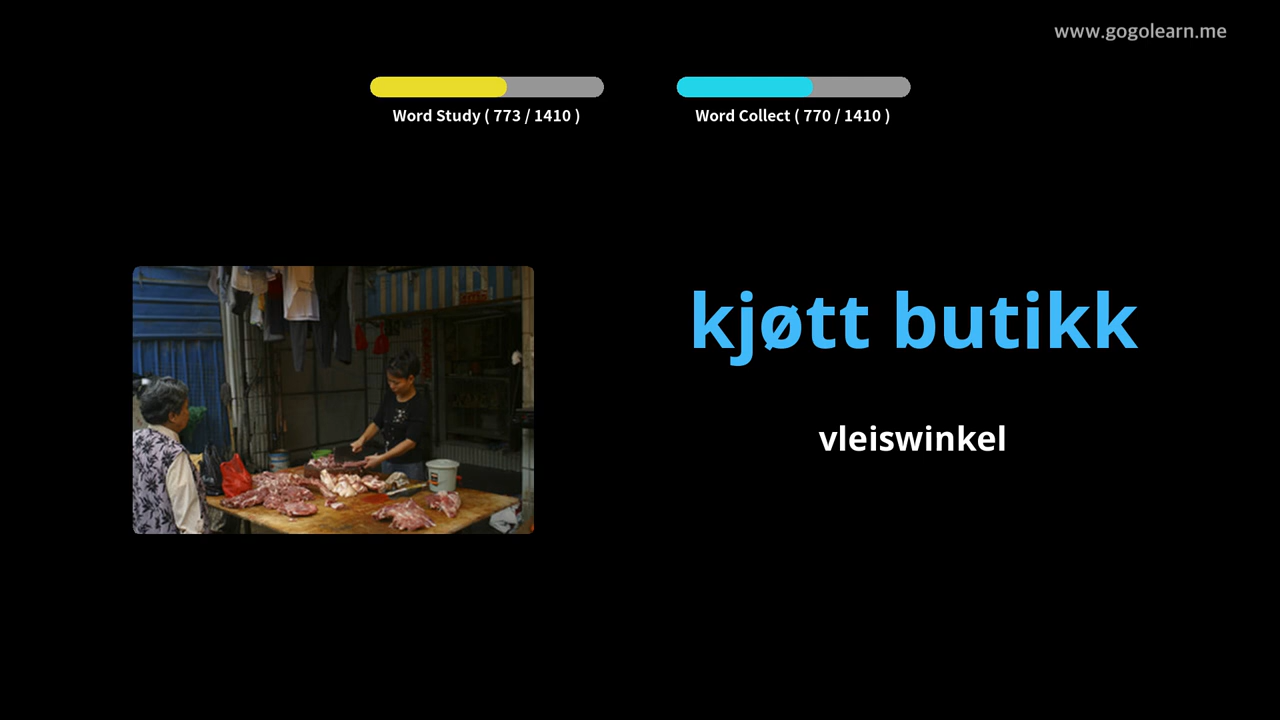 www.gogolearn.me
Word Study ( 773 / 1410 )
Word Collect ( 770 / 1410 )
kjøtt butikk
vleiswinkel